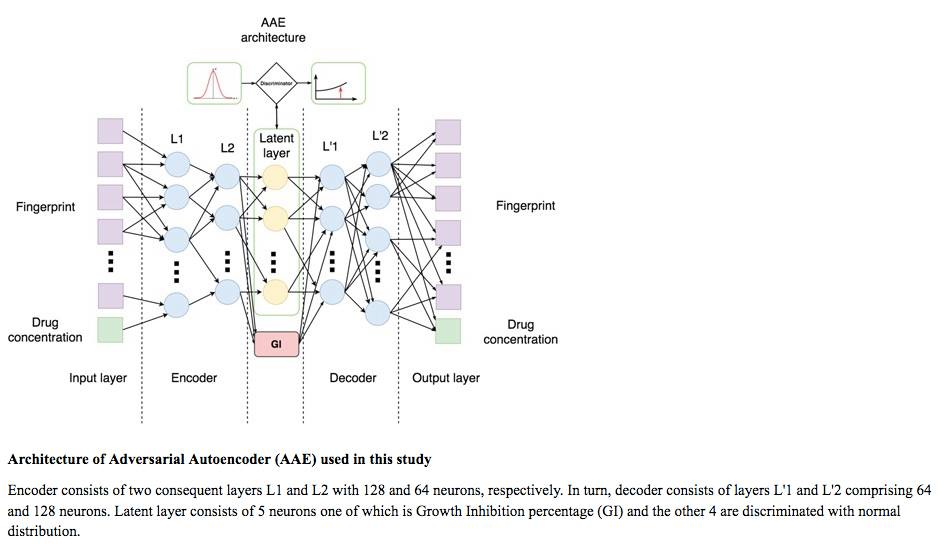 AAE
architecture
Discriminator
L1
L2
Latent
layer
L'1
L'2
Fingerprint
Fingerprint
Drug
concentration
Drug
concentration
GI
Input layer
Encoder
Decoder
Output layer
Architecture of Adversarial Autoencoder (AAE) used in this study
Encoder consists of two consequent layers L1 and L2 with 128 and 64 neurons, respectively. In turn, decoder consists of layers L'1 and L'2 comprising 64
and 128 neurons. Latent layer consists of 5 neurons one of which is Growth Inhibition percentage (GI) and the other 4 are discriminated with normal
distribution.